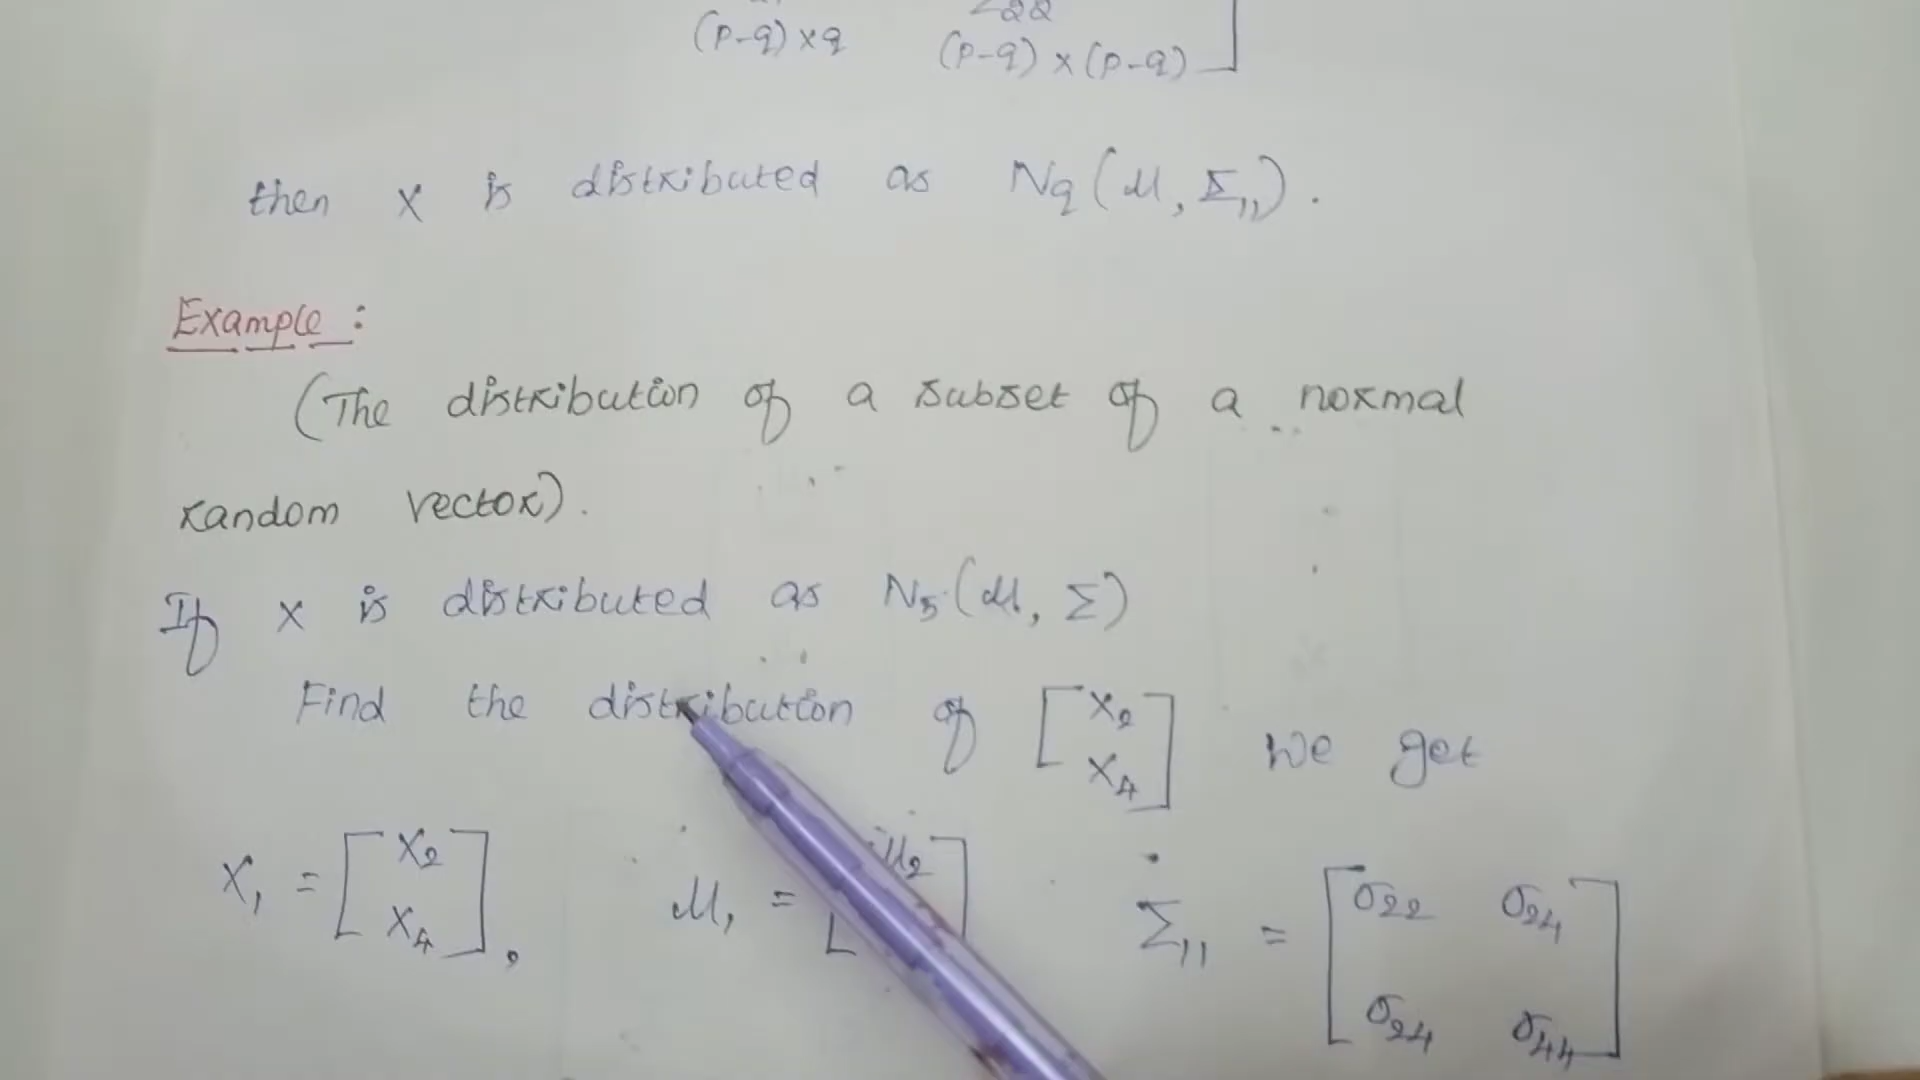 (p-q) x q (p-q) x (p-q)
then X is distributed as Nq (μ, Σ₁₁).
Example:
(The distribution of a subset of a normal
random vector).
If X is distributed as N₅ (μ, Σ)
Find the distribution of [X₂ X₄] We get
X₁ = [X₂ X₄], μ₁ = [μ₂ Σ₁₁ = [σ₂₂ σ₂₄
σ₂₄ σ₄₄]